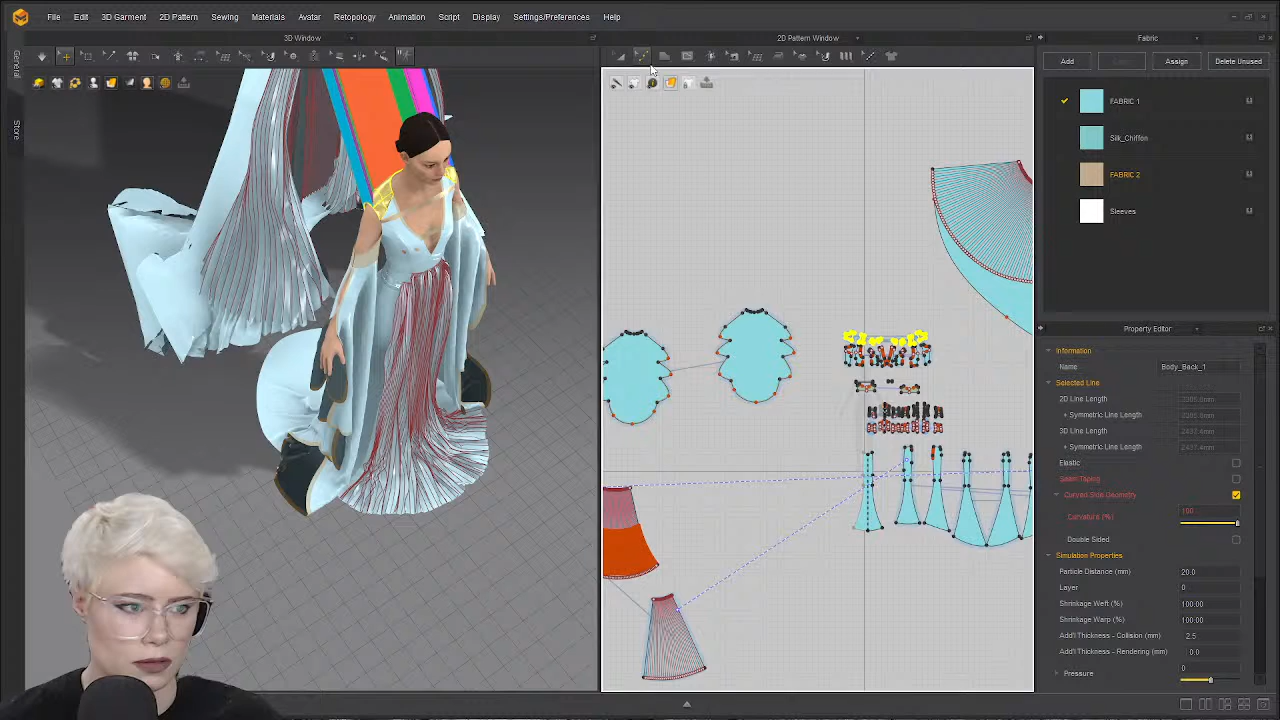 File Edit 3D Garment 2D Pattern Sewing Materials Avatar Retopology Animation Script Display Settings/Preferences Help
3D Window
2D Pattern Window
Fabric
General
Store
Add
Assign
Delete Unused
FABRIC 1
Silk_Chiffon
FABRIC 2
Sleeves
Property Editor
Information
Name
Selected Line
2D Line Length
+ Symmetric Line Length
3D Line Length
+ Symmetric Line Length
Elastic
Seam Taping
Curved Side Geometry
Curvature (%) 100
Double Sided
Simulation Properties
Particle Distance (mm) 20.0
Layer 0
Shrinkage Weft (%) 100.00
Shrinkage Warp (%) 100.00
Add'l Thickness - Collision (mm) 2.5
Add'l Thickness - Rendering (mm) 0.0
Pressure 0